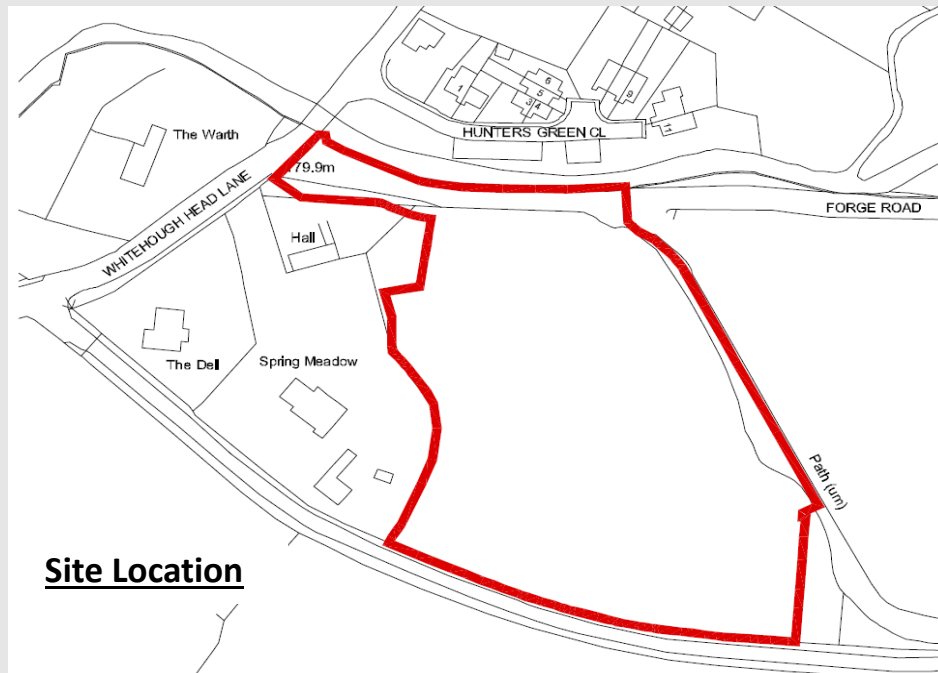 6
5
1
3
4
9
11
HUNTERS GREEN CL
The Warth
179.9m
WHITEHOUGH HEAD LANE
FORGE ROAD
Hall
The Dell
Spring Meadow
Path (um)
Site Location